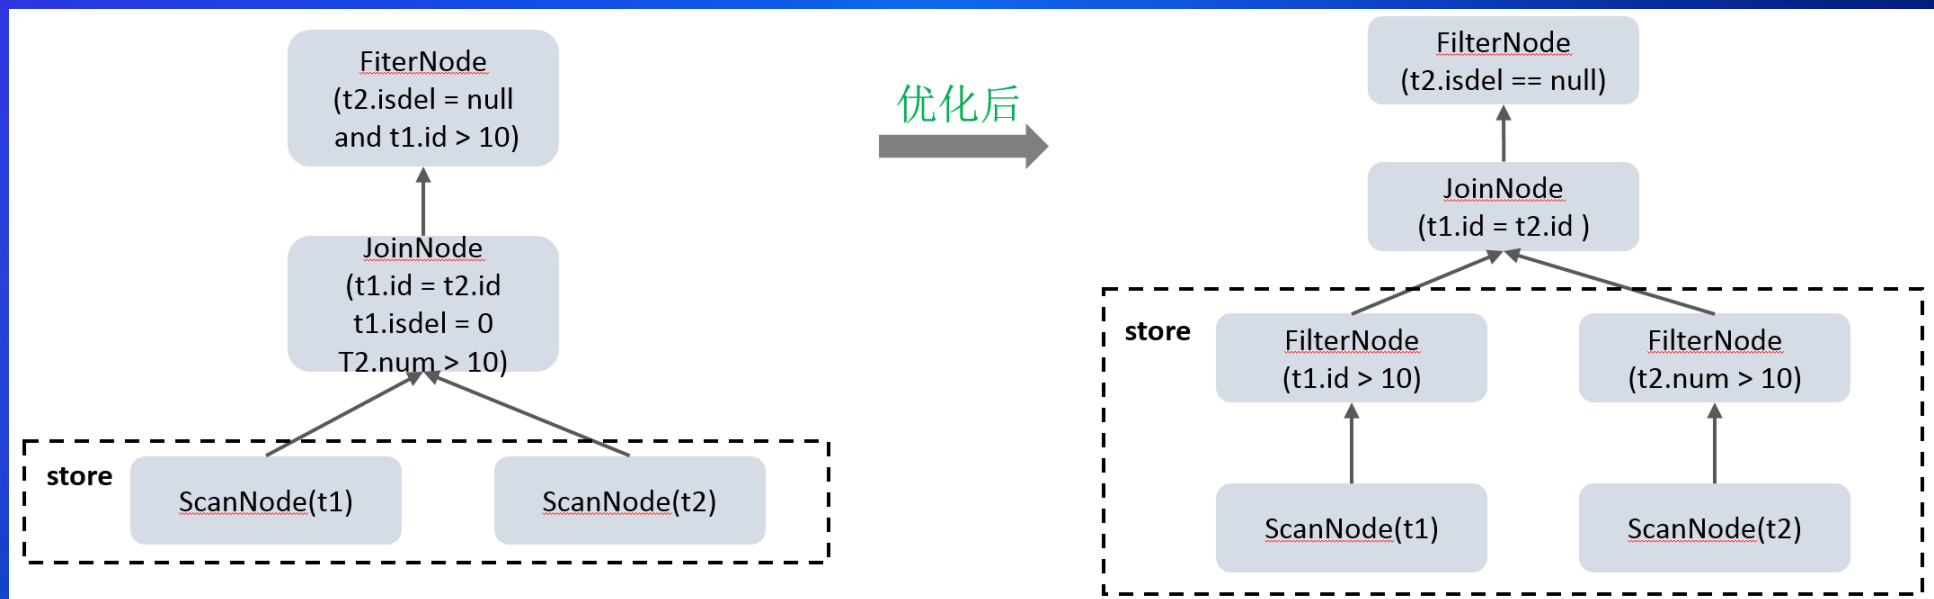 FiterNode
(t2.isdel = null
and t1.id > 10)
JoinNode
(t1.id = t2.id
t1.isdel = 0
T2.num > 10)
store
ScanNode(t1)
ScanNode(t2)
优化后
FilterNode
(t2.isdel == null)
JoinNode
(t1.id = t2.id )
store
FilterNode
(t1.id > 10)
FilterNode
(t2.num > 10)
ScanNode(t1)
ScanNode(t2)